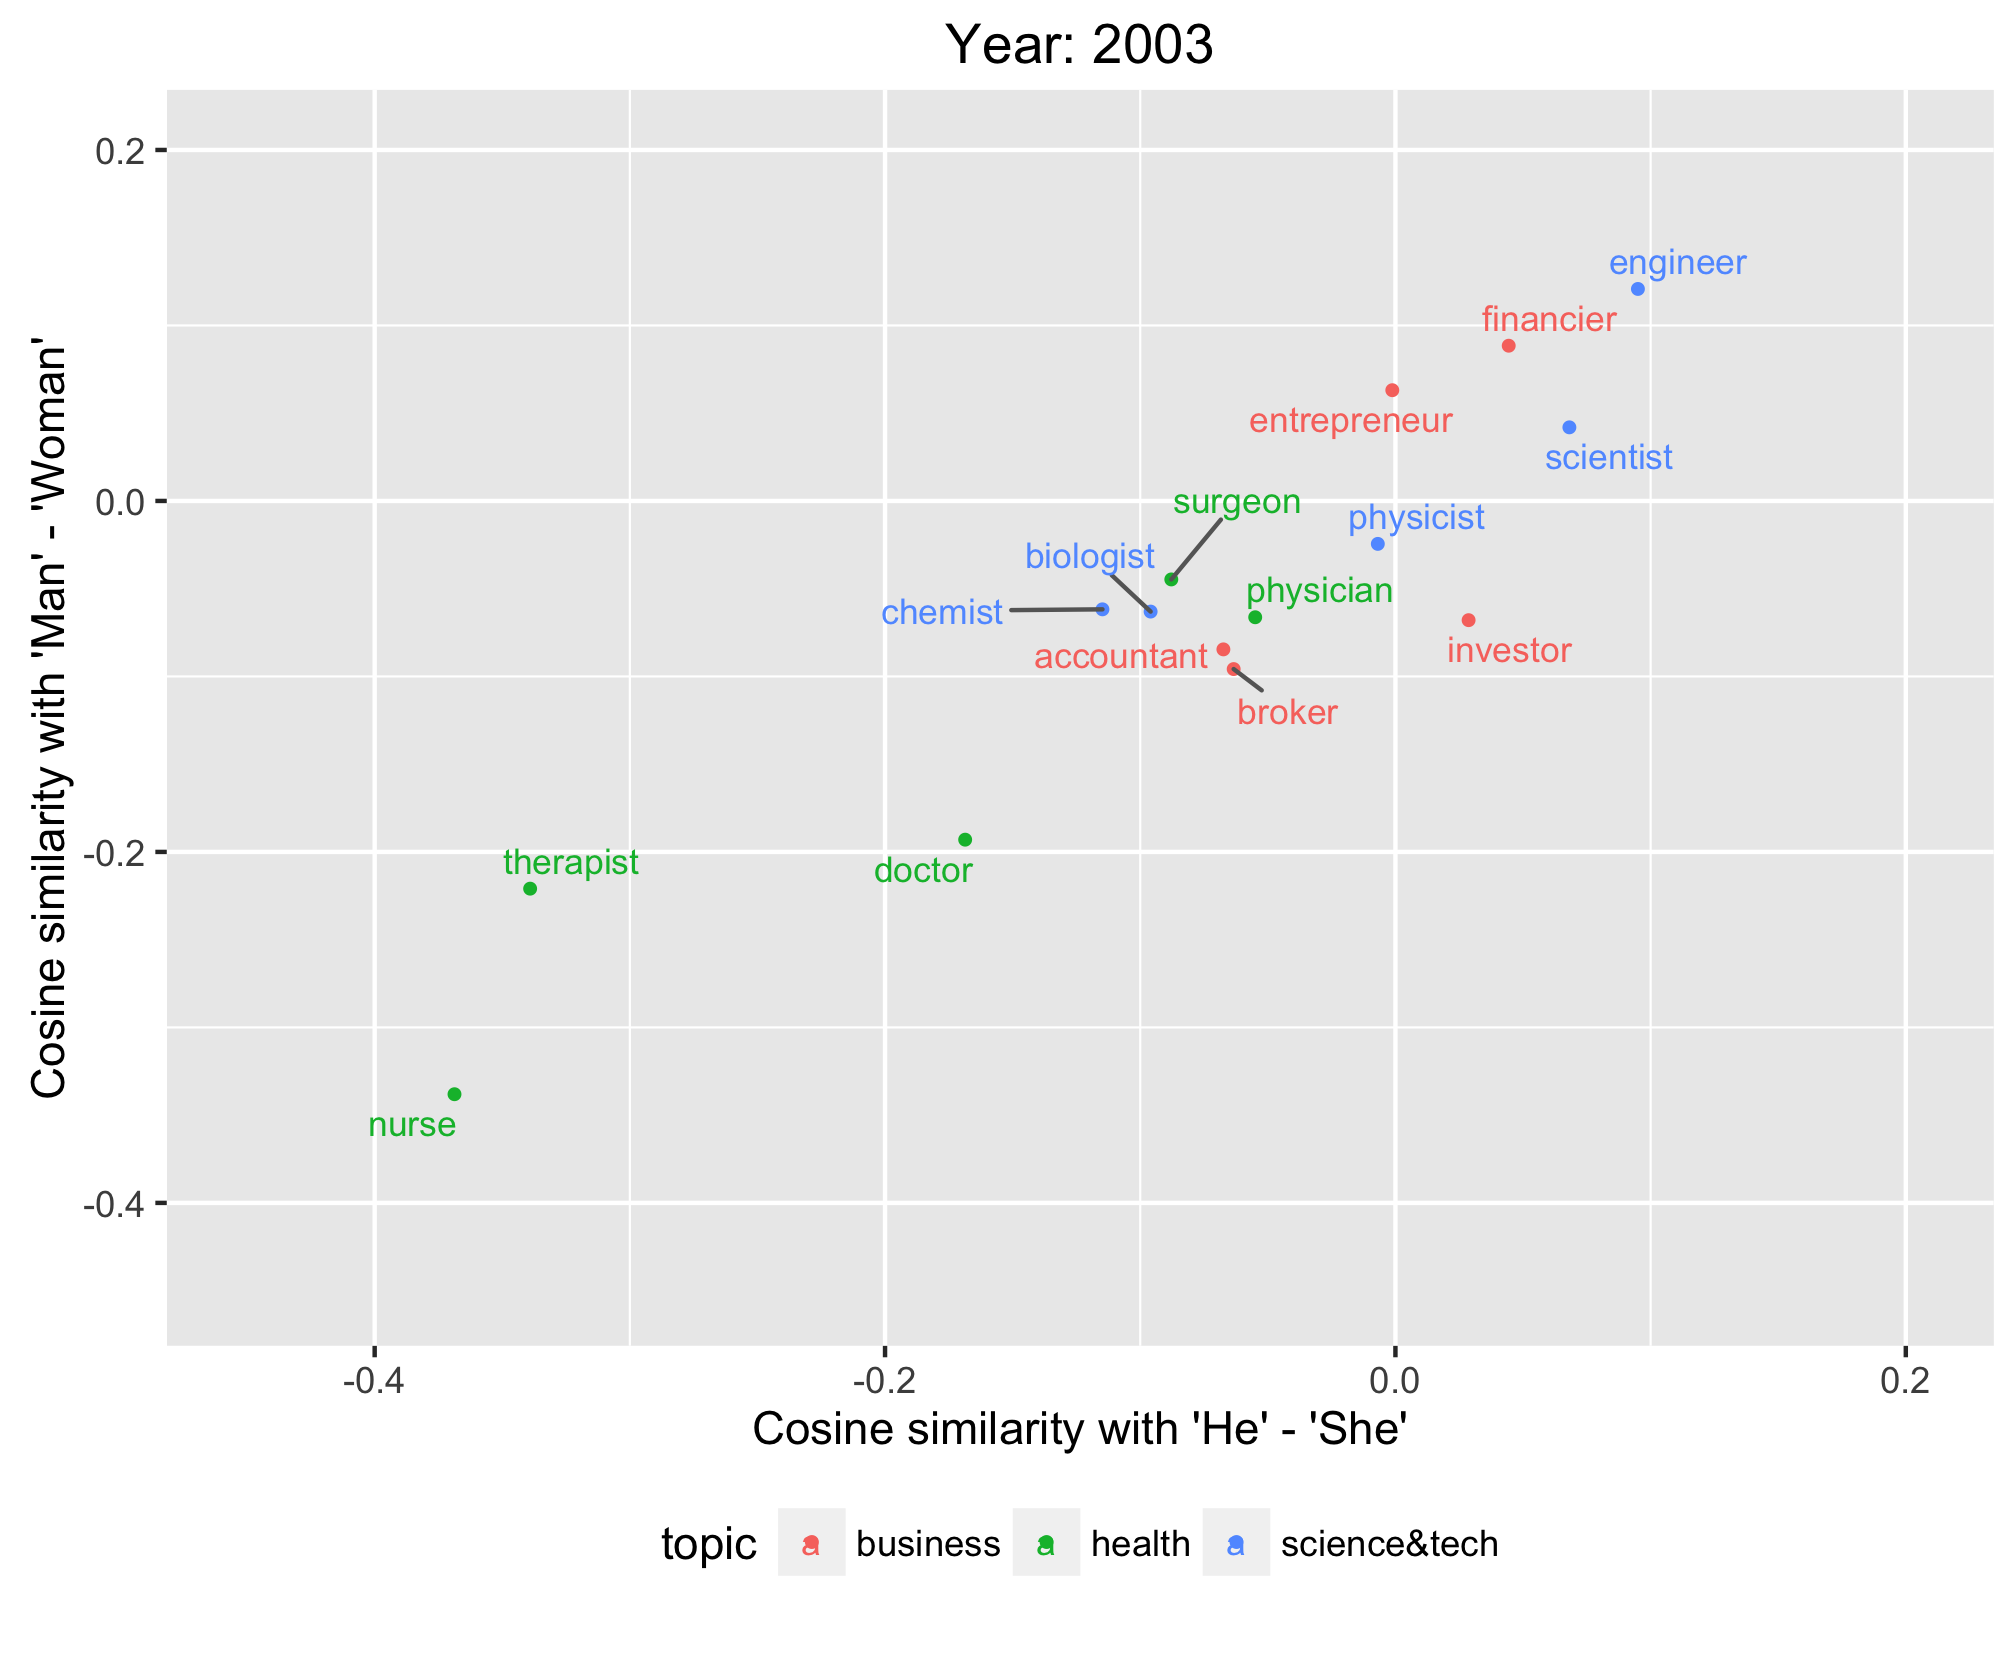 Year: 2003
Cosine similarity with 'Man' - 'Woman'
0.2
0.0
-0.2
-0.4
engineer
financier
entrepreneur
scientist
surgeon
physicist
biologist
physician
chemist
accountant
investor
broker
therapist
doctor
nurse
-0.4 -0.2 0.0 0.2
Cosine similarity with 'He' - 'She'
topic a business a health a science&tech